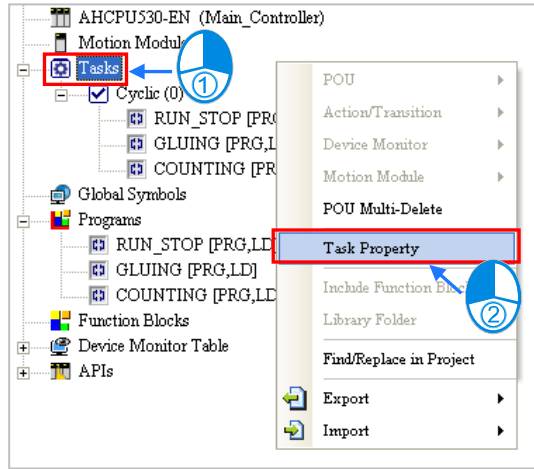 AHCPU530-EN (Main_Controller)
Motion Module
Tasks
①
Cyclic (0)
RUN_STOP [PRG
GLUING [PRG,L
COUNTING [PR
Global Symbols
Programs
RUN_STOP [PRG,LD]
GLUING [PRG,LD]
COUNTING [PRG,LD
Function Blocks
Device Monitor Table
APIs
POU
Action/Transition
Device Monitor
Motion Module
POU Multi-Delete
Task Property
Include Function Bloc
②
Library Folder
Find/Replace in Project
Export
Import